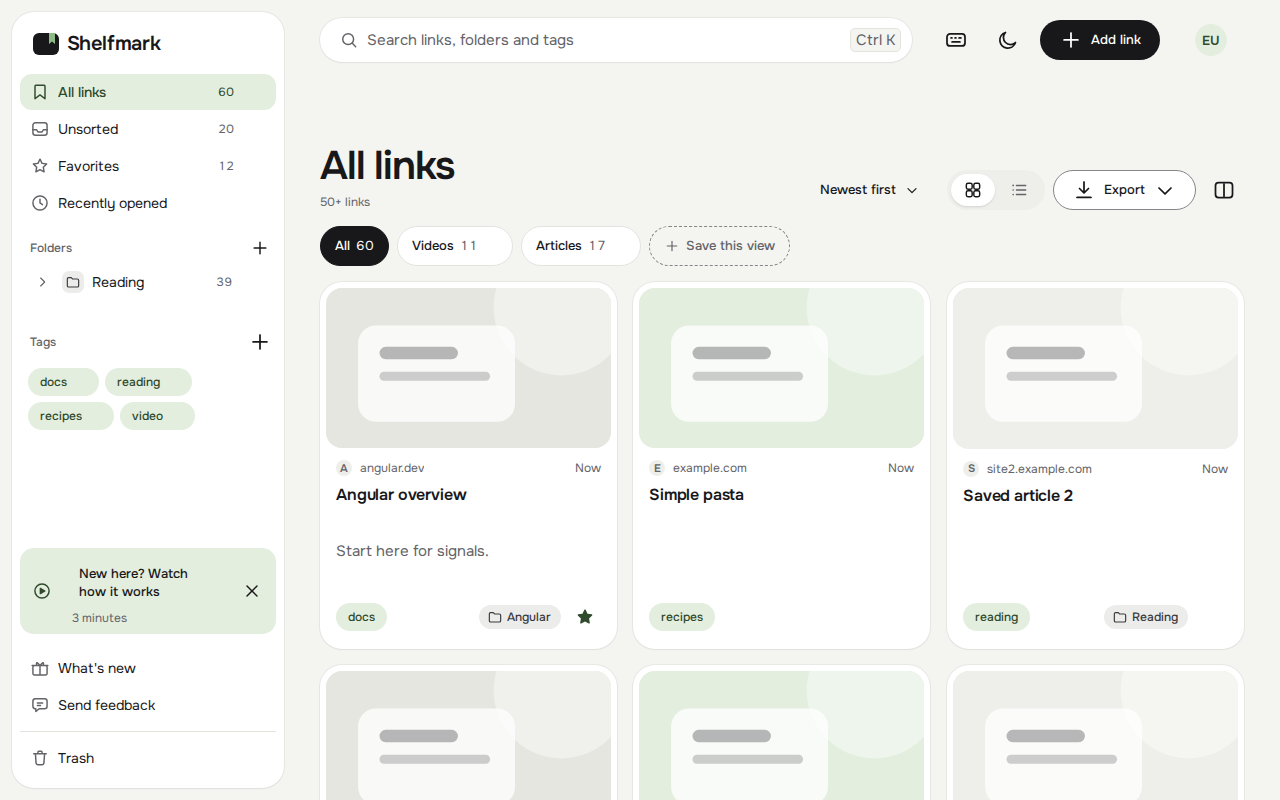 Shelfmark
All links 60
Unsorted 20
Favorites 12
Recently opened
Folders
Reading 39
Tags
docs reading
recipes video
New here? Watch
how it works
3 minutes
What's new
Send feedback
Trash
Search links, folders and tags Ctrl K
Add link
EU
All links
50+ links
Newest first
Export
All 60
Videos 11
Articles 17
Save this view
A angular.dev Now
Angular overview
Start here for signals.
docs Angular
E example.com Now
Simple pasta
recipes
S site2.example.com Now
Saved article 2
reading Reading